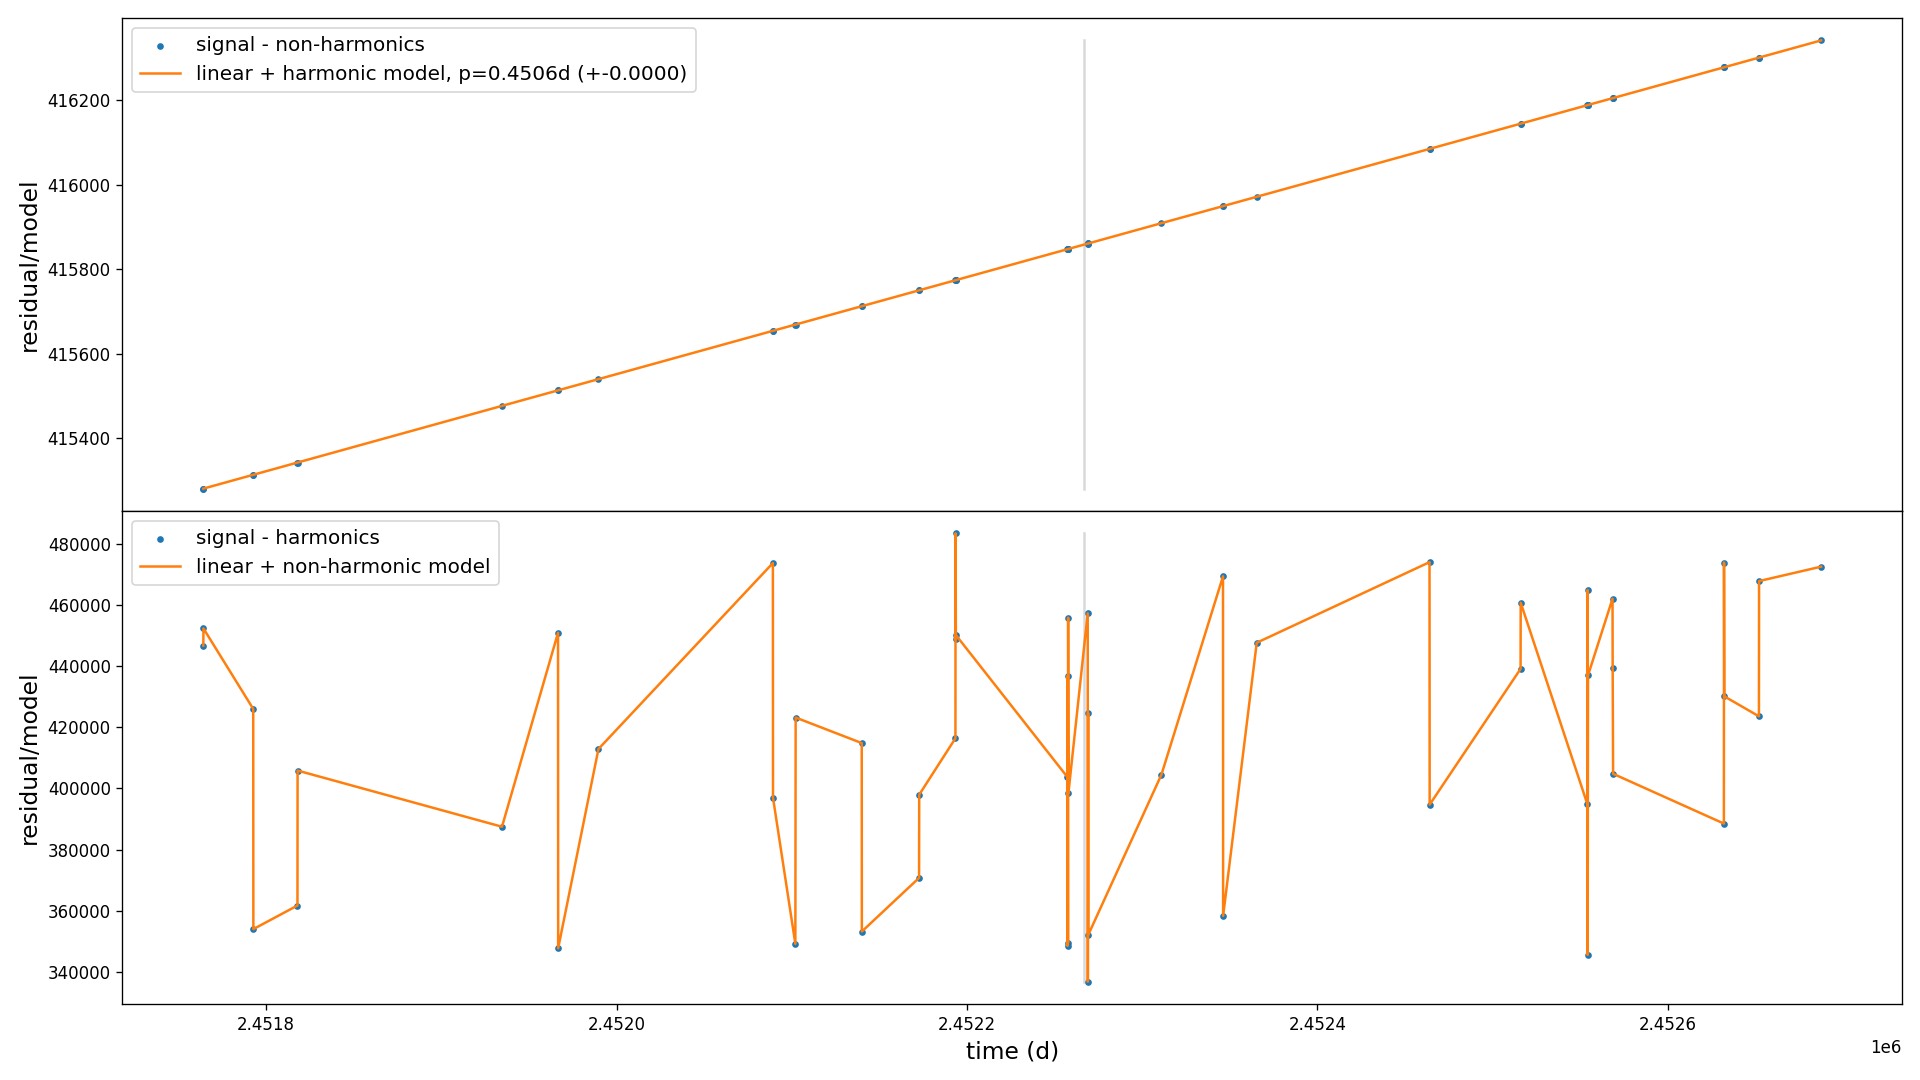 signal - non-harmonics
linear + harmonic model, p=0.4506d (+-0.0000)
416200
416000
415800
415600
415400
residual/model
signal - harmonics
linear + non-harmonic model
480000
460000
440000
420000
400000
380000
360000
340000
residual/model
2.4518 2.4520 2.4522 2.4524 2.4526
1e6
time (d)